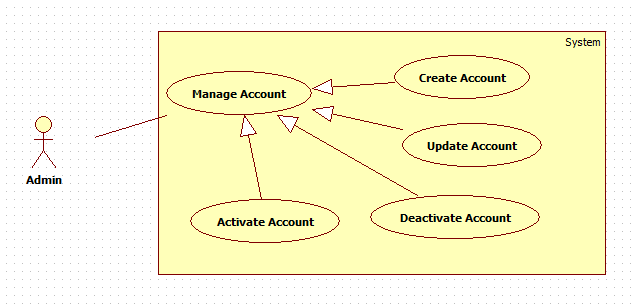 System
Create Account
Manage Account
Update Account
Admin
Deactivate Account
Activate Account